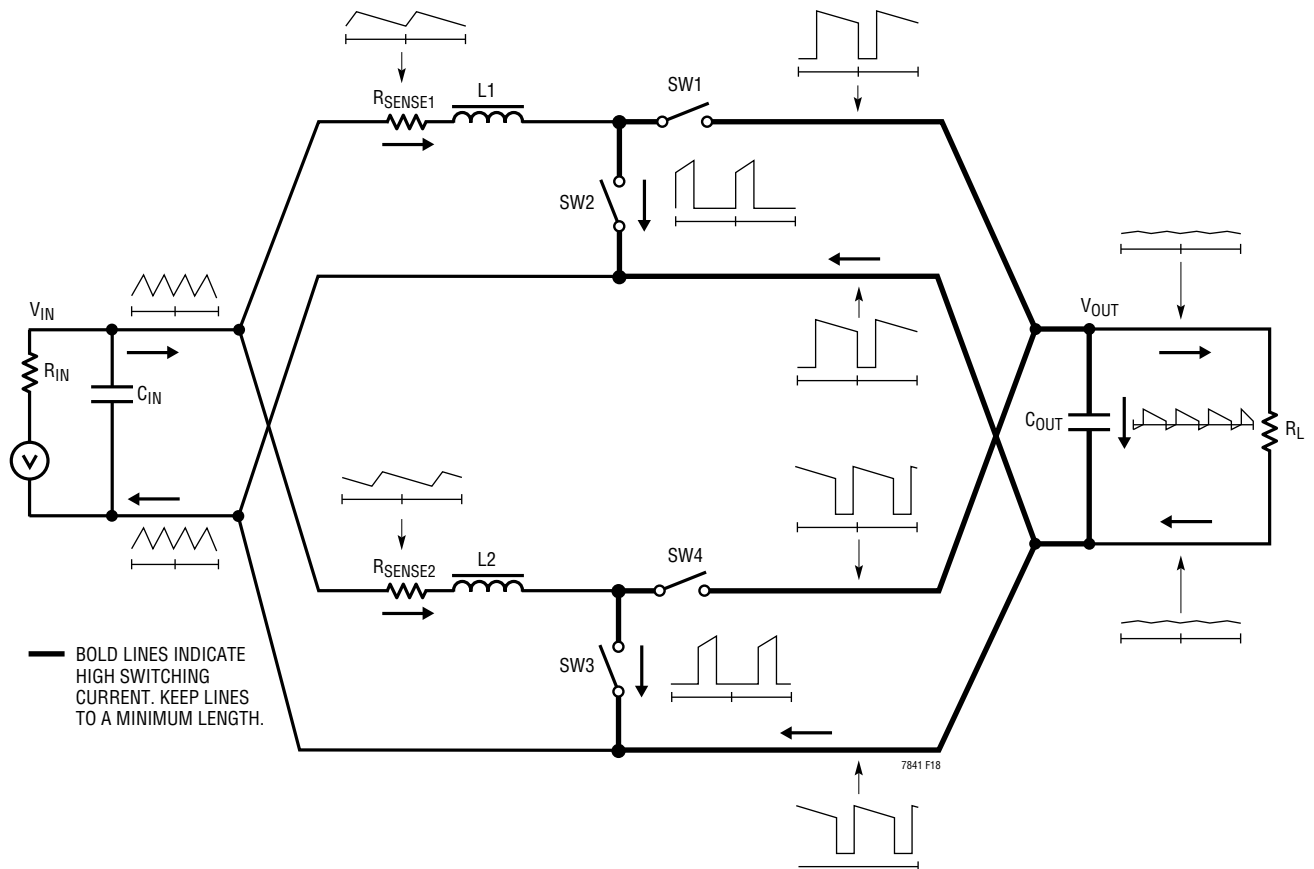 RSENSE1
L1
SW1
SW2
VIN
RIN
CIN
V
VOUT
COUT
RL
RSENSE2
L2
SW4
SW3
BOLD LINES INDICATE
HIGH SWITCHING
CURRENT. KEEP LINES
TO A MINIMUM LENGTH.
7841 F18